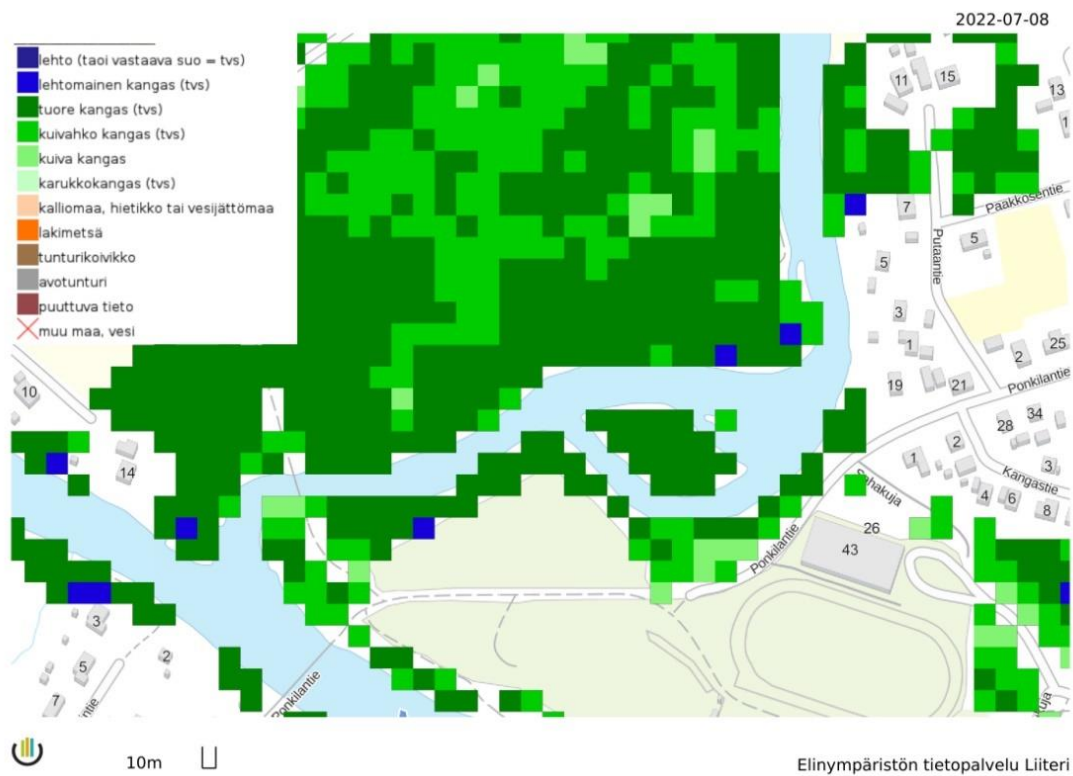 2022-07-08
lehto (taoi vastaava suo = tvs)
lehtomainen kangas (tvs)
tuore kangas (tvs)
kuivahko kangas (tvs)
kuiva kangas
karukkokangas (tvs)
kalliomaa, hietikko tai vesijättömaa
lakimetsä
tunturikoivikko
avotunturi
puuttuva tieto
muu maa, vesi
11
15
13
1
Paakkosentie
7
Putaantie
5
5
3
1
2
25
19
21
Ponkilantie
10
34
28
2
1
3
14
Kangastie
Sahakuja
4
6
8
26
43
Ponkilantie
3
2
5
7
Ponkilantie
ntie
kuja
10m
Elinympäristön tietopalvelu Liiteri